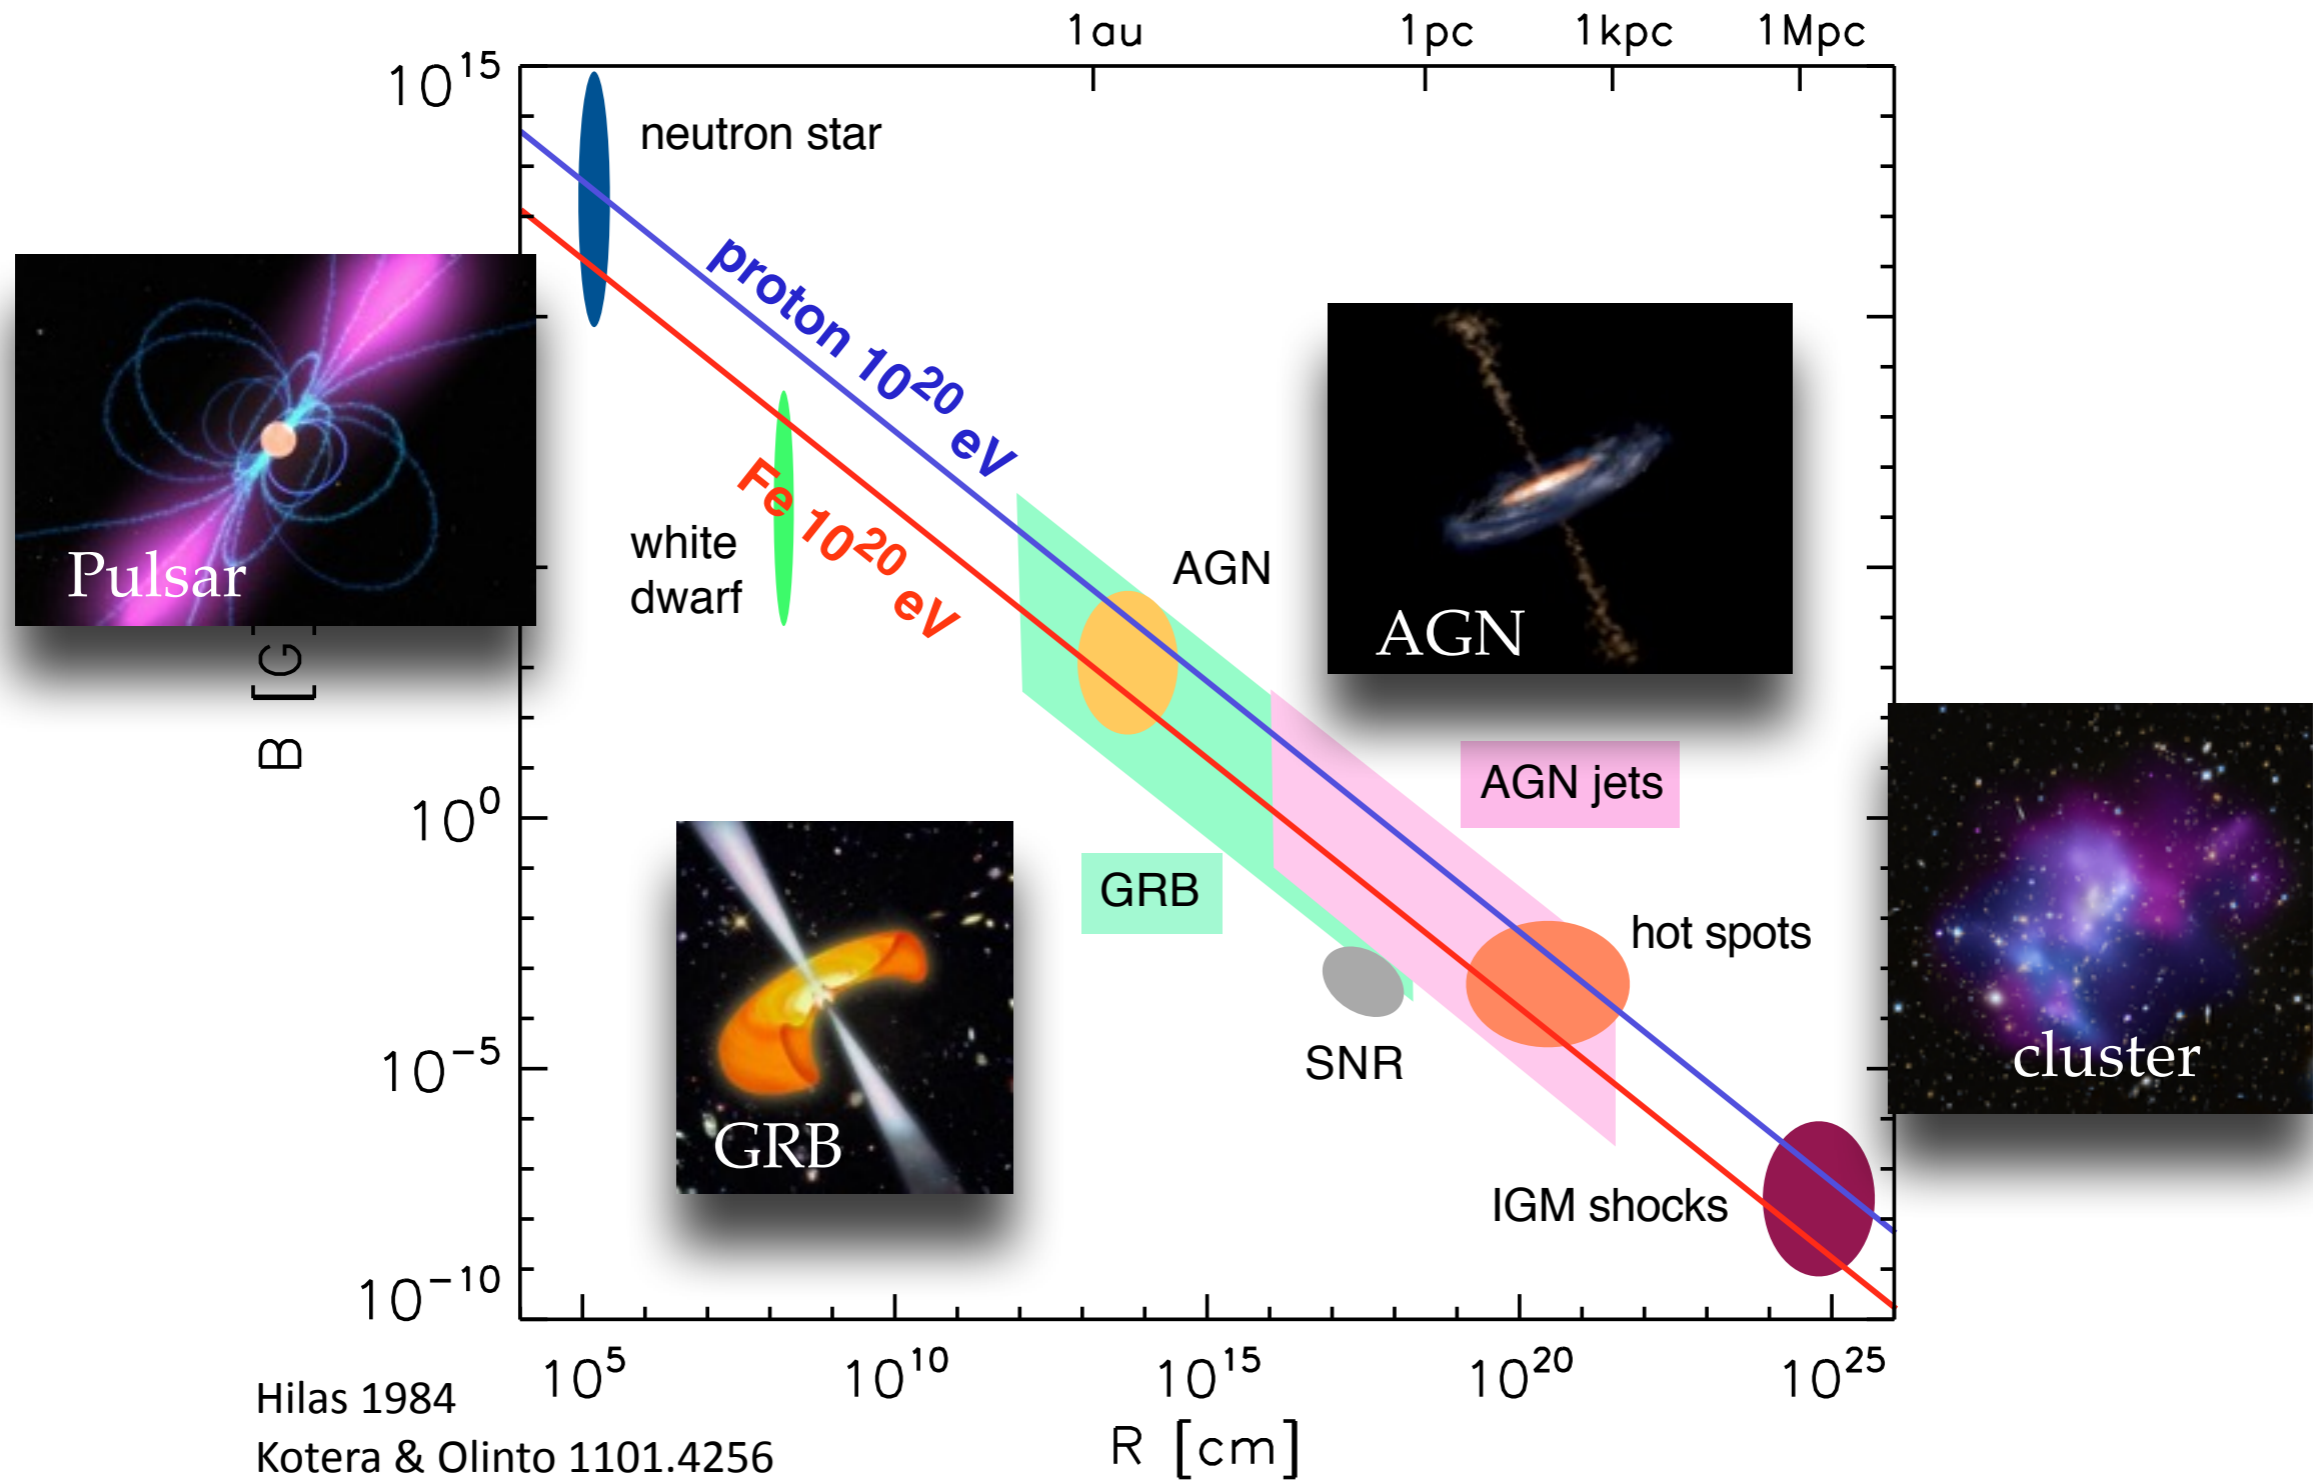 1au 1pc 1kpc 1Mpc
10^15
neutron star
proton 10^20 eV
Fe 10^20 eV
white
dwarf
Pulsar
AGN
AGN
B [G]
AGN jets
10^0
GRB
hot spots
SNR
10^-5
cluster
GRB
IGM shocks
10^-10
10^5 10^10 10^15 10^20 10^25
R [cm]
Hilas 1984
Kotera & Olinto 1101.4256